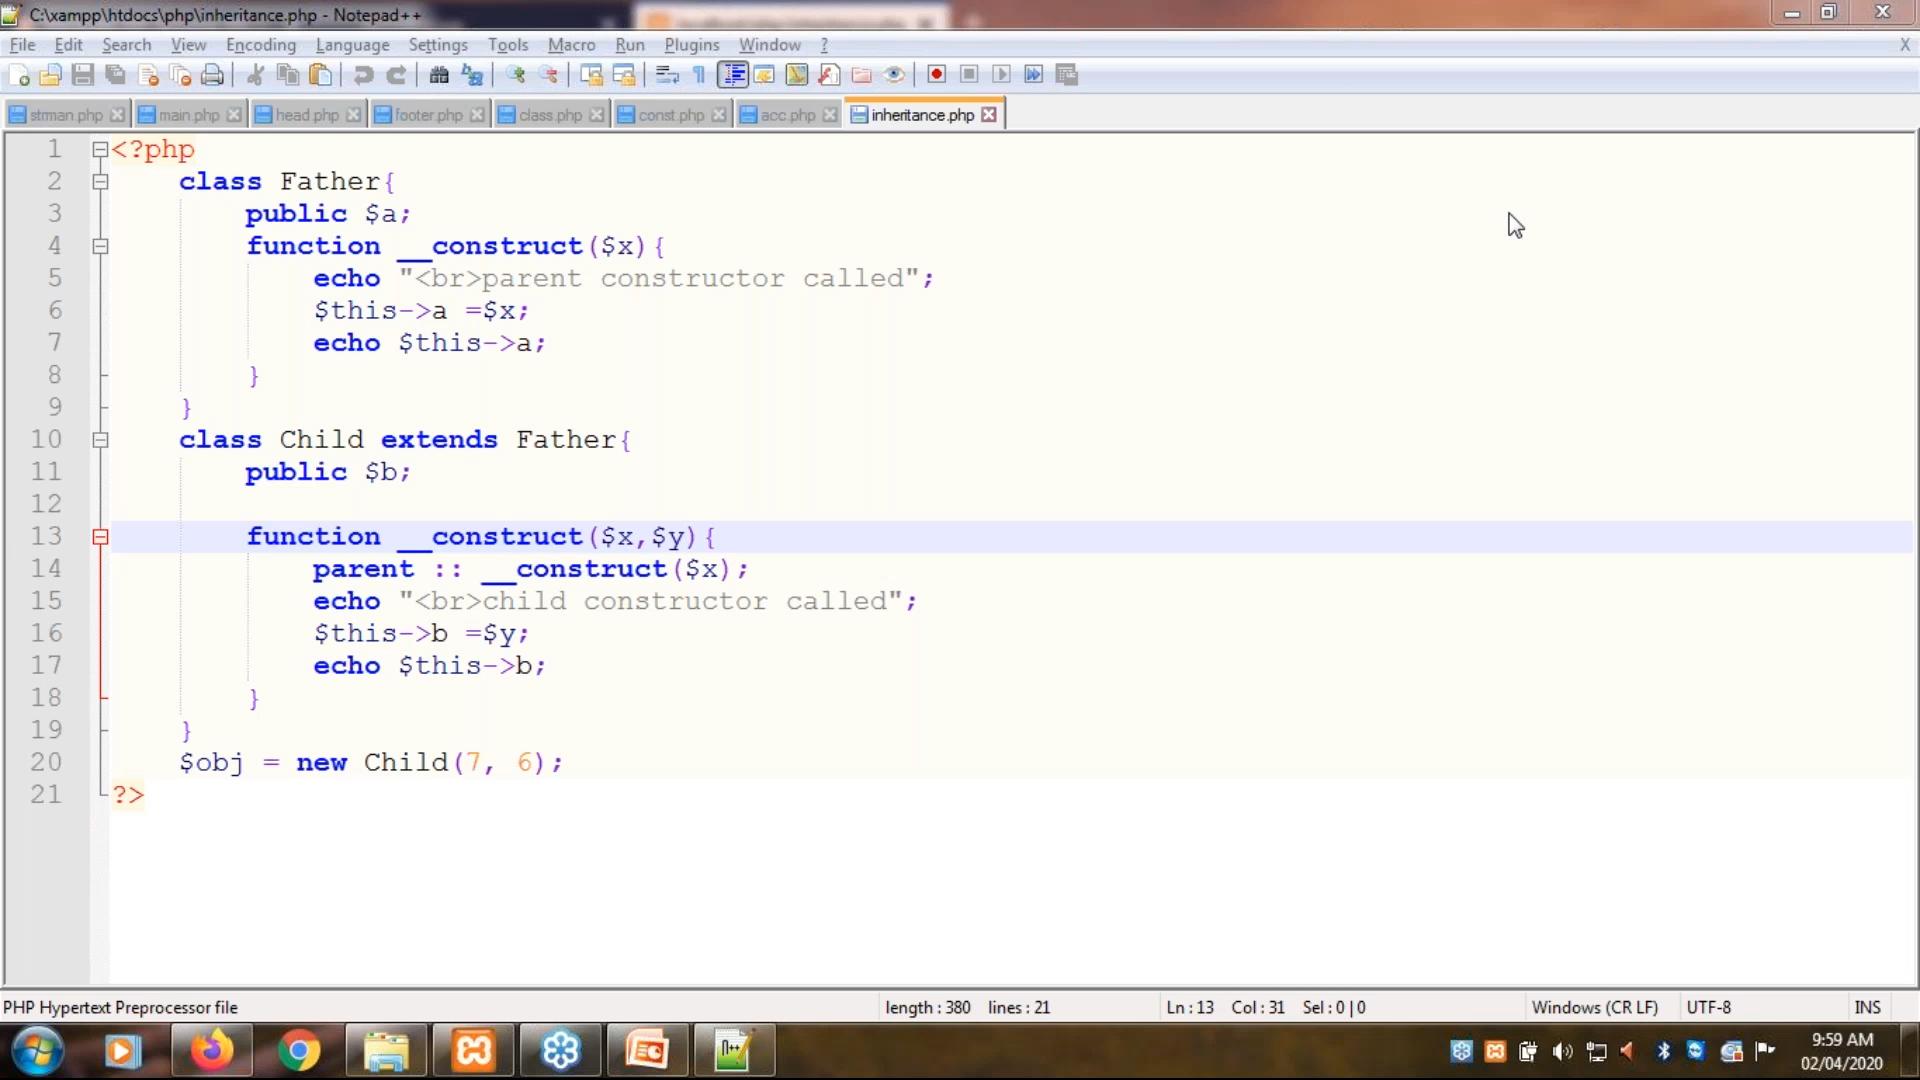 C:\xampp\htdocs\php\inheritance.php - Notepad++
File Edit Search View Encoding Language Settings Tools Macro Run Plugins Window ? X
stman.php main.php head.php footer.php class.php const.php acc.php inheritance.php
1 <?php
2 class Father{
3 public $a;
4 function __construct($x){
5 echo "<br>parent constructor called";
6 $this->a =$x;
7 echo $this->a;
8 }
9 }
10 class Child extends Father{
11 public $b;
12
13 function __construct($x,$y){
14 parent :: __construct($x);
15 echo "<br>child constructor called";
16 $this->b =$y;
17 echo $this->b;
18 }
19 }
20 $obj = new Child(7, 6);
21 ?>
PHP Hypertext Preprocessor file length : 380 lines : 21 Ln : 13 Col : 31 Sel : 0 | 0 Windows (CR LF) UTF-8 INS
9:59 AM
02/04/2020